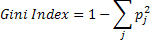 Gini Index = 1 − ∑ⱼ pⱼ²